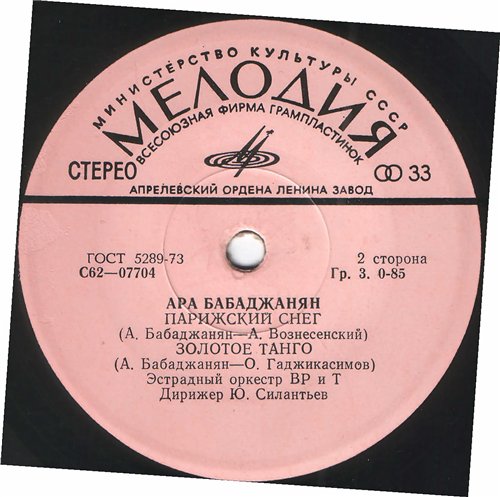 МИНИСТЕРСТВО КУЛЬТУРЫ СССР
МЕЛОДИЯ
ВСЕСОЮЗНАЯ ФИРМА ГРАМПЛАСТИНОК
СТЕРЕО
33
АПРЕЛЕВСКИЙ ОРДЕНА ЛЕНИНА ЗАВОД
ГОСТ 5289-73
2 сторона
С62—07704
Гр. 3. 0-85
АРА БАБАДЖАНЯН
ПАРИЖСКИЙ СНЕГ
(А. Бабаджанян—А. Вознесенский)
ЗОЛОТОЕ ТАНГО
(А. Бабаджанян—О. Гаджикасимов)
Эстрадный оркестр ВР и Т
Дирижер Ю. Силантьев